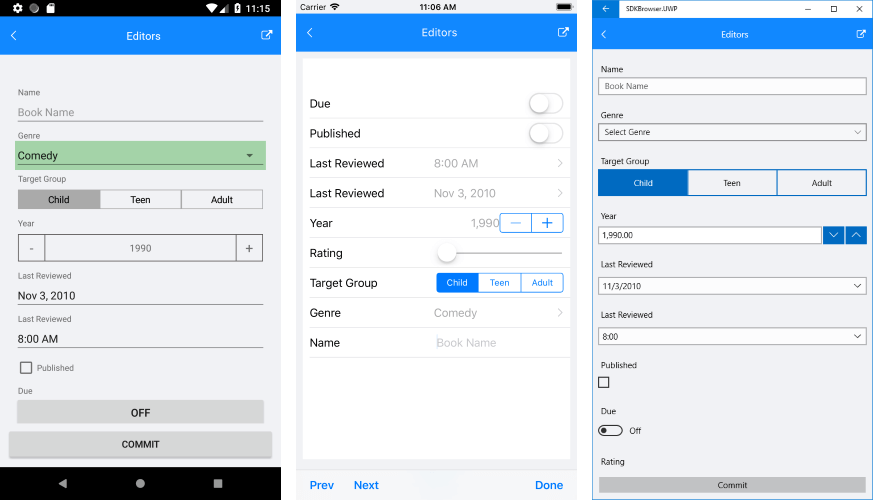 11:15
Editors
Name
Book Name
Genre
Comedy
Target Group
Child Teen Adult
Year
- 1990 +
Last Reviewed
Nov 3, 2010
Last Reviewed
8:00 AM
Published
Due
OFF
COMMIT
Carrier 11:06 AM
Editors
Due
Published
Last Reviewed 8:00 AM
Last Reviewed Nov 3, 2010
Year 1,990 − +
Rating
Target Group Child Teen Adult
Genre Comedy
Name Book Name
Prev Next Done
SDKBrowser.UWP
Editors
Name
Book Name
Genre
Select Genre
Target Group
Child Teen Adult
Year
1,990.00
Last Reviewed
11/3/2010
Last Reviewed
8:00
Published
Due
Off
Rating
Commit